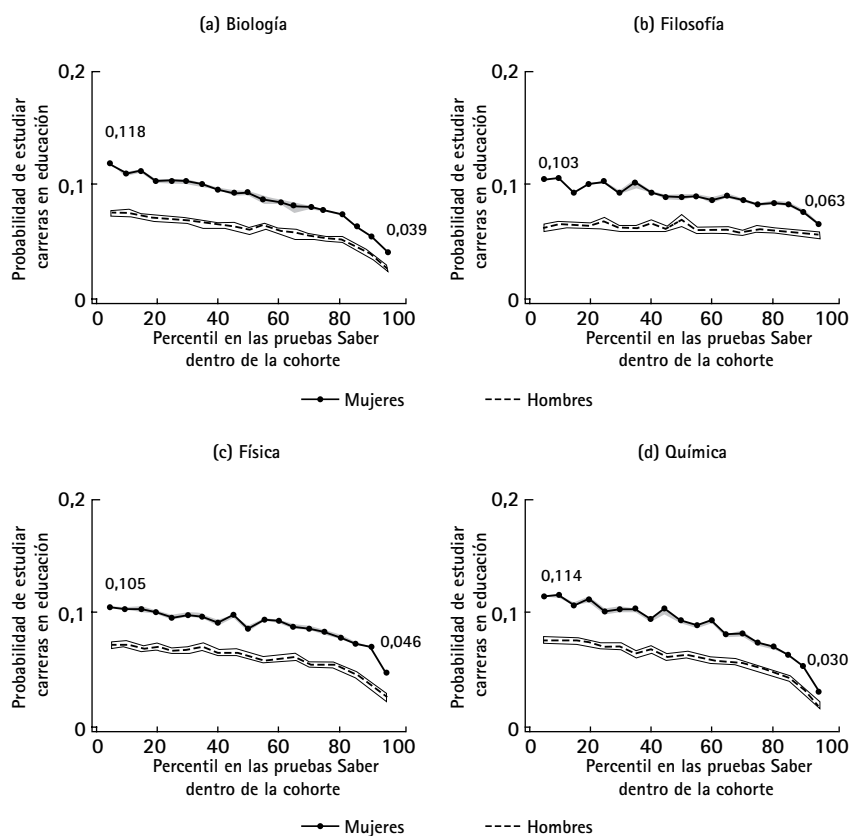 (a) Biología
Probabilidad de estudiar
carreras en educación
0,2
0,1
0
0,118
0,039
0 20 40 60 80 100
Percentil en las pruebas Saber
dentro de la cohorte
(b) Filosofía
Probabilidad de estudiar
carreras en educación
0,2
0,1
0
0,103
0,063
0 20 40 60 80 100
Percentil en las pruebas Saber
dentro de la cohorte
Mujeres Hombres
(c) Física
Probabilidad de estudiar
carreras en educación
0,2
0,1
0
0,105
0,046
0 20 40 60 80 100
Percentil en las pruebas Saber
dentro de la cohorte
(d) Química
Probabilidad de estudiar
carreras en educación
0,2
0,1
0
0,114
0,030
0 20 40 60 80 100
Percentil en las pruebas Saber
dentro de la cohorte
Mujeres Hombres